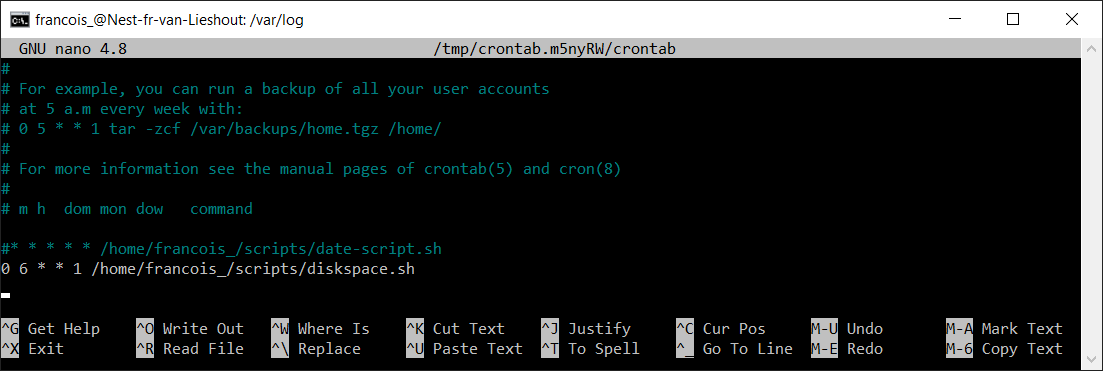 francois_@Nest-fr-van-Lieshout: /var/log
GNU nano 4.8 /tmp/crontab.m5nyRW/crontab
#
# For example, you can run a backup of all your user accounts
# at 5 a.m every week with:
# 0 5 * * 1 tar -zcf /var/backups/home.tgz /home/
#
# For more information see the manual pages of crontab(5) and cron(8)
#
# m h  dom mon dow   command
#* * * * * /home/francois_/scripts/date-script.sh
0 6 * * 1 /home/francois_/scripts/diskspace.sh
^G Get Help ^O Write Out ^W Where Is ^K Cut Text ^J Justify ^C Cur Pos M-U Undo M-A Mark Text
^X Exit ^R Read File ^\ Replace ^U Paste Text ^T To Spell ^_ Go To Line M-E Redo M-6 Copy Text